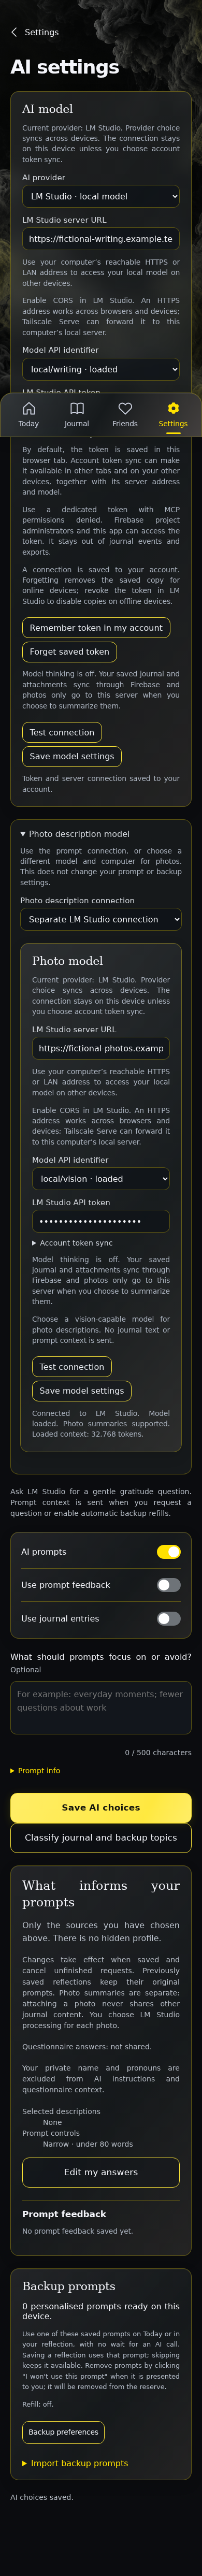 Settings
AI settings
AI model
Current provider: LM Studio. Provider choice
syncs across devices. The connection stays
on this device unless you choose account
token sync.
AI provider
LM Studio · local model
LM Studio server URL
https://fictional-writing.example.te
Use your computer's reachable HTTPS or
LAN address to access your local model on
other devices.
Enable CORS in LM Studio. An HTTPS
address works across browsers and devices;
Tailscale Serve can forward it to this
computer's local server.
Model API identifier
local/writing · loaded
Today
Journal
Friends
Settings
By default, the token is saved in this
browser tab. Account token sync can make
it available in other tabs and on your other
devices, together with its server address
and model.
Use a dedicated token with MCP
permissions denied. Firebase project
administrators and this app can access the
token. It stays out of journal events and
exports.
A connection is saved to your account.
Forgetting removes the saved copy for
online devices; revoke the token in LM
Studio to disable copies on offline devices.
Remember token in my account
Forget saved token
Model thinking is off. Your saved journal and
attachments sync through Firebase and
photos only go to this server when you
choose to summarize them.
Test connection
Save model settings
Token and server connection saved to your
account.
Photo description model
Use the prompt connection, or choose a
different model and computer for photos.
This does not change your prompt or backup
settings.
Photo description connection
Separate LM Studio connection
Photo model
Current provider: LM Studio. Provider
choice syncs across devices. The
connection stays on this device unless
you choose account token sync.
LM Studio server URL
https://fictional-photos.examp
Use your computer's reachable HTTPS
or LAN address to access your local
model on other devices.
Enable CORS in LM Studio. An HTTPS
address works across browsers and
devices; Tailscale Serve can forward it
to this computer's local server.
Model API identifier
local/vision · loaded
LM Studio API token
•••••••••••••••••••••
Account token sync
Model thinking is off. Your saved
journal and attachments sync through
Firebase and photos only go to this
server when you choose to summarize
them.
Choose a vision-capable model for
photo descriptions. No journal text or
prompt context is sent.
Test connection
Save model settings
Connected to LM Studio. Model
loaded. Photo summaries supported.
Loaded context: 32,768 tokens.
Ask LM Studio for a gentle gratitude question.
Prompt context is sent when you request a
question or enable automatic backup refills.
AI prompts
Use prompt feedback
Use journal entries
What should prompts focus on or avoid?
Optional
For example: everyday moments; fewer
questions about work
0 / 500 characters
Prompt info
Save AI choices
Classify journal and backup topics
What informs your
prompts
Only the sources you have chosen
above. There is no hidden profile.
Changes take effect when saved and
cancel unfinished requests. Previously
saved reflections keep their original
prompts. Photo summaries are separate:
attaching a photo never shares other
journal content. You choose LM Studio
processing for each photo.
Questionnaire answers: not shared.
Your private name and pronouns are
excluded from AI instructions and
questionnaire context.
Selected descriptions
None
Prompt controls
Narrow · under 80 words
Edit my answers
Prompt feedback
No prompt feedback saved yet.
Backup prompts
0 personalised prompts ready on this
device.
Use one of these saved prompts on Today or in
your reflection, with no wait for an AI call.
Saving a reflection uses that prompt; skipping
keeps it available. Remove prompts by clicking
"I won't use this prompt" when it is presented
to you; it will be removed from the reserve.
Refill: off.
Backup preferences
Import backup prompts
AI choices saved.